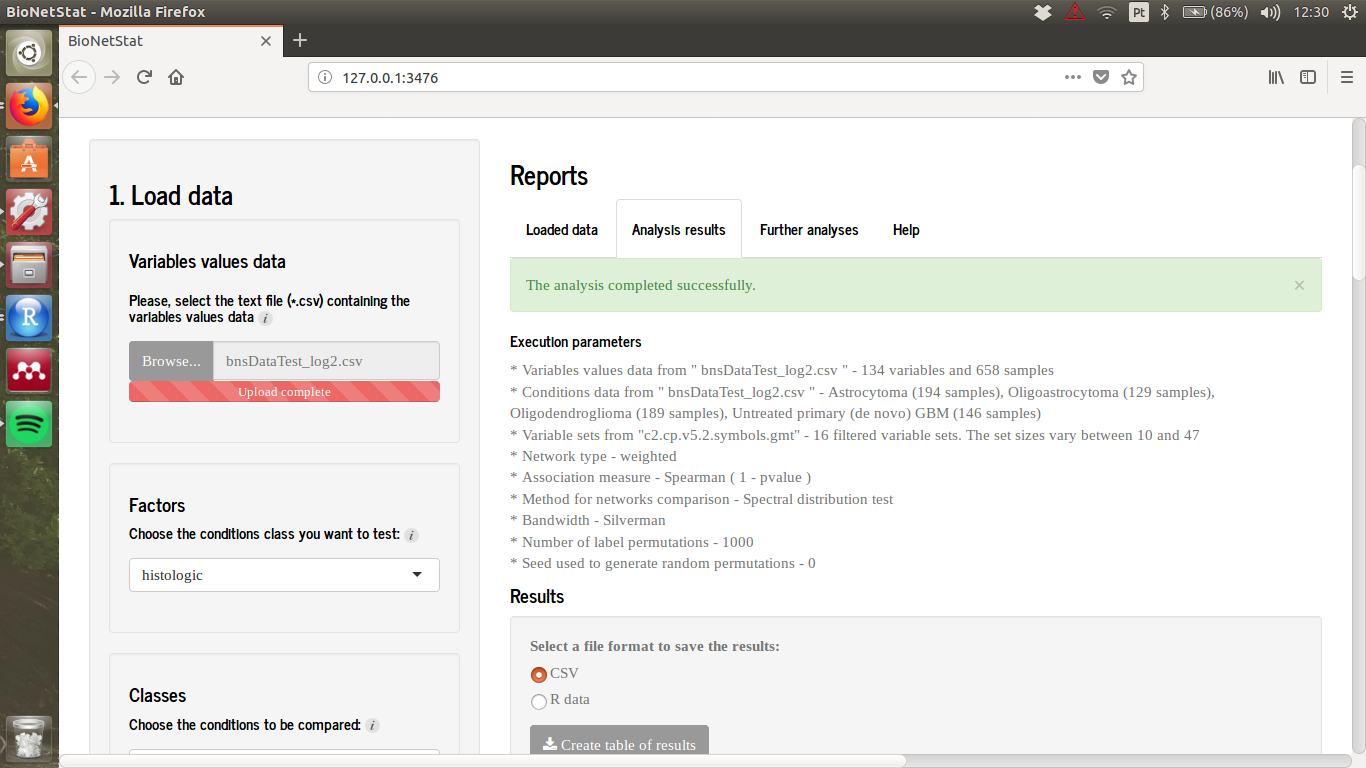 BioNetStat - Mozilla Firefox
Pt
(86%)
12:30
BioNetStat
127.0.0.1:3476
1. Load data
Variables values data
Please, select the text file (*.csv) containing the
variables values data i
Browse...
bnsDataTest_log2.csv
Upload complete
Factors
Choose the conditions class you want to test: i
histologic
Classes
Choose the conditions to be compared: i
Reports
Loaded data
Analysis results
Further analyses
Help
The analysis completed successfully.
×
Execution parameters
* Variables values data from " bnsDataTest_log2.csv " - 134 variables and 658 samples
* Conditions data from " bnsDataTest_log2.csv " - Astrocytoma (194 samples), Oligoastrocytoma (129 samples),
Oligodendroglioma (189 samples), Untreated primary (de novo) GBM (146 samples)
* Variable sets from "c2.cp.v5.2.symbols.gmt" - 16 filtered variable sets. The set sizes vary between 10 and 47
* Network type - weighted
* Association measure - Spearman ( 1 - pvalue )
* Method for networks comparison - Spectral distribution test
* Bandwidth - Silverman
* Number of label permutations - 1000
* Seed used to generate random permutations - 0
Results
Select a file format to save the results:
CSV
R data
Create table of results